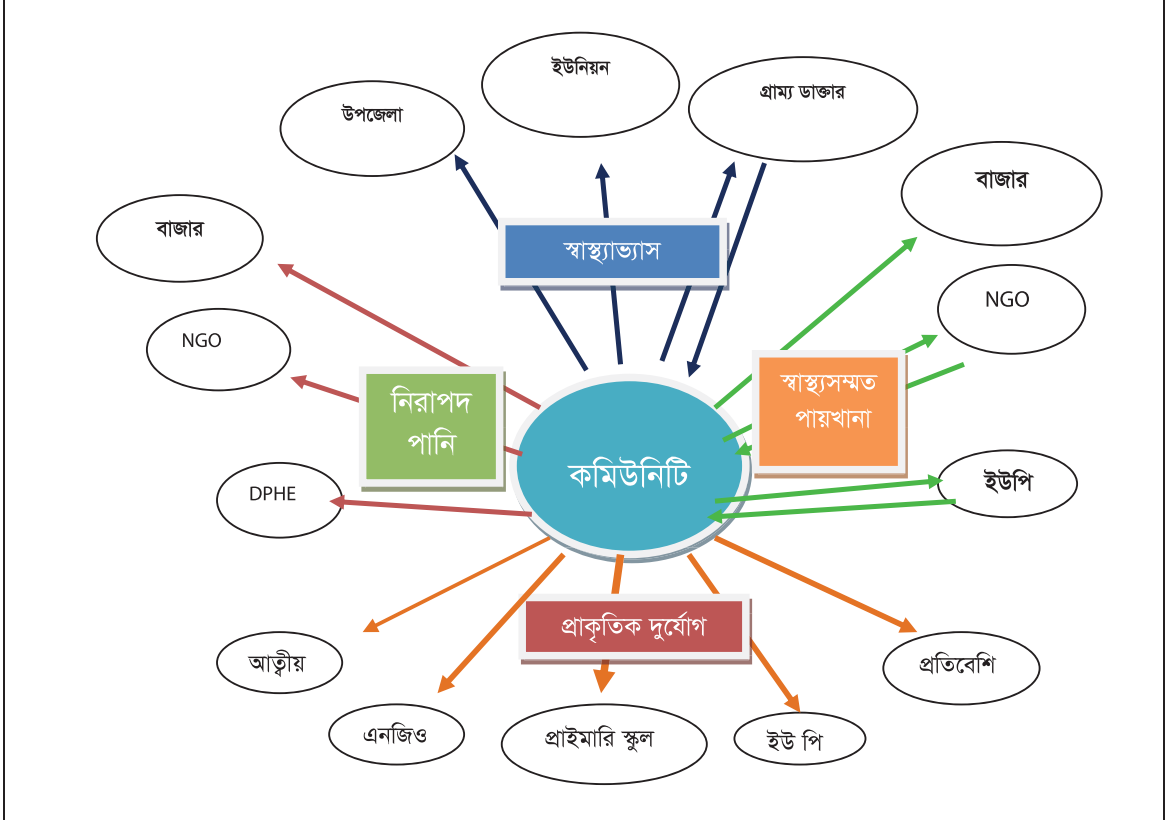 ইউনিয়ন
গ্রাম্য ডাক্তার
উপজেলা
বাজার
বাজার
স্বাস্থ্যাভ্যাস
NGO
NGO
স্বাস্থ্যসম্মত
পায়খানা
নিরাপদ
পানি
কমিউনিটি
DPHE
ইউপি
প্রাকৃতিক দুর্যোগ
আত্বীয়
প্রতিবেশি
এনজিও
প্রাইমারি স্কুল
ইউ পি